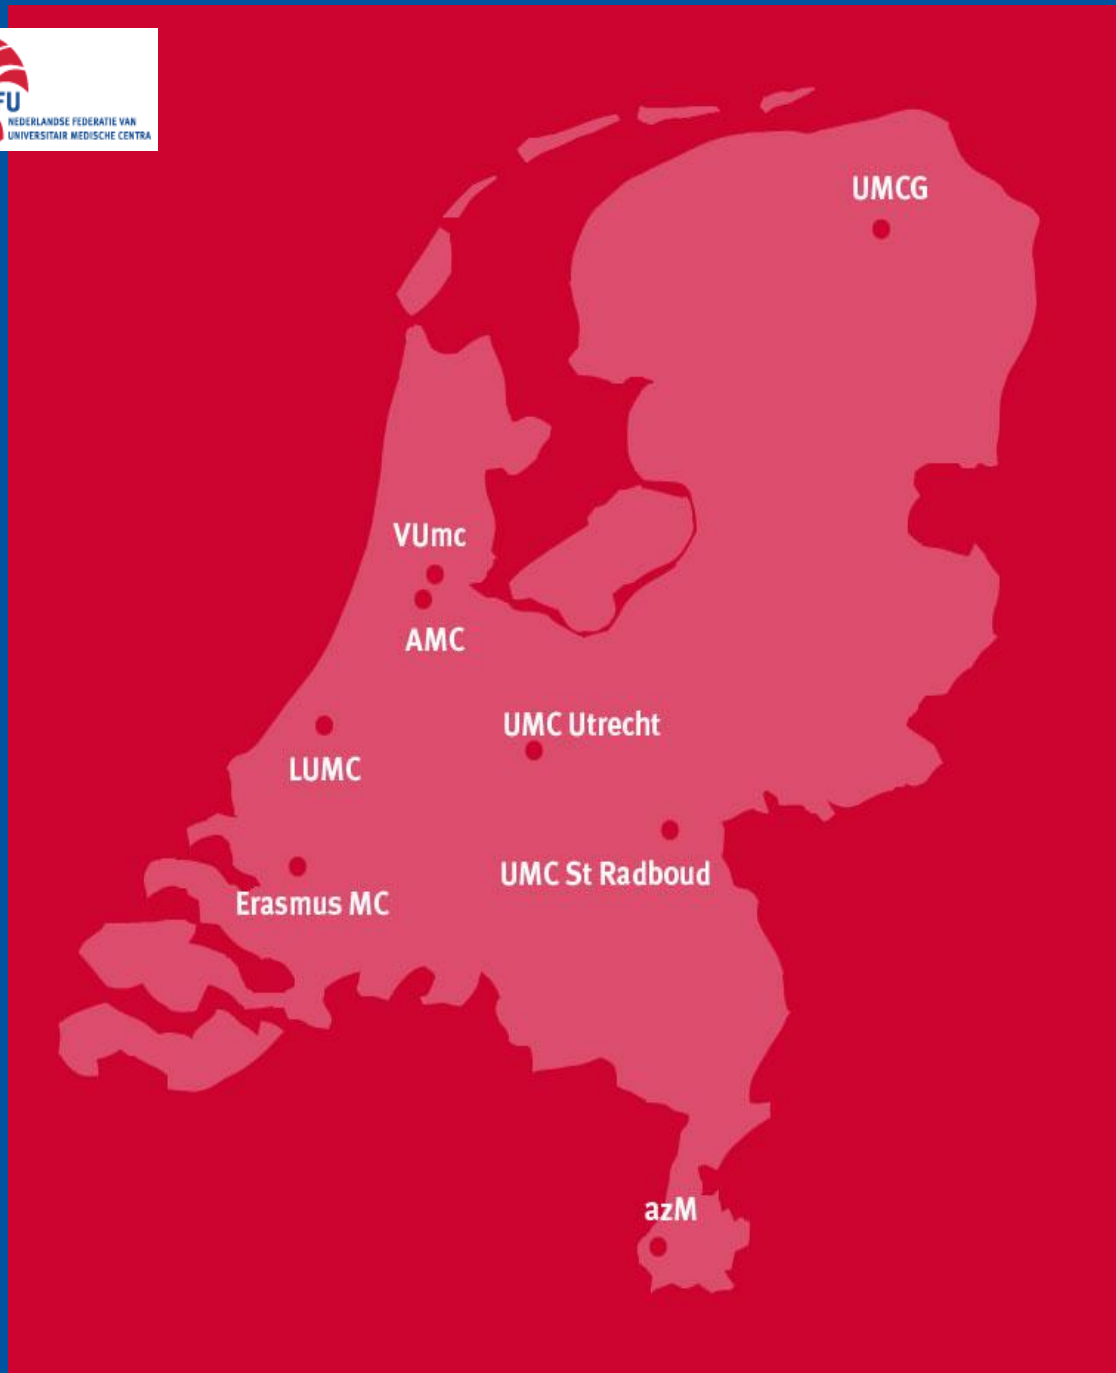 FU
NEDERLANDSE FEDERATIE VAN
UNIVERSITAIR MEDISCHE CENTRA
UMCG
VUmc
AMC
UMC Utrecht
LUMC
UMC St Radboud
Erasmus MC
azM